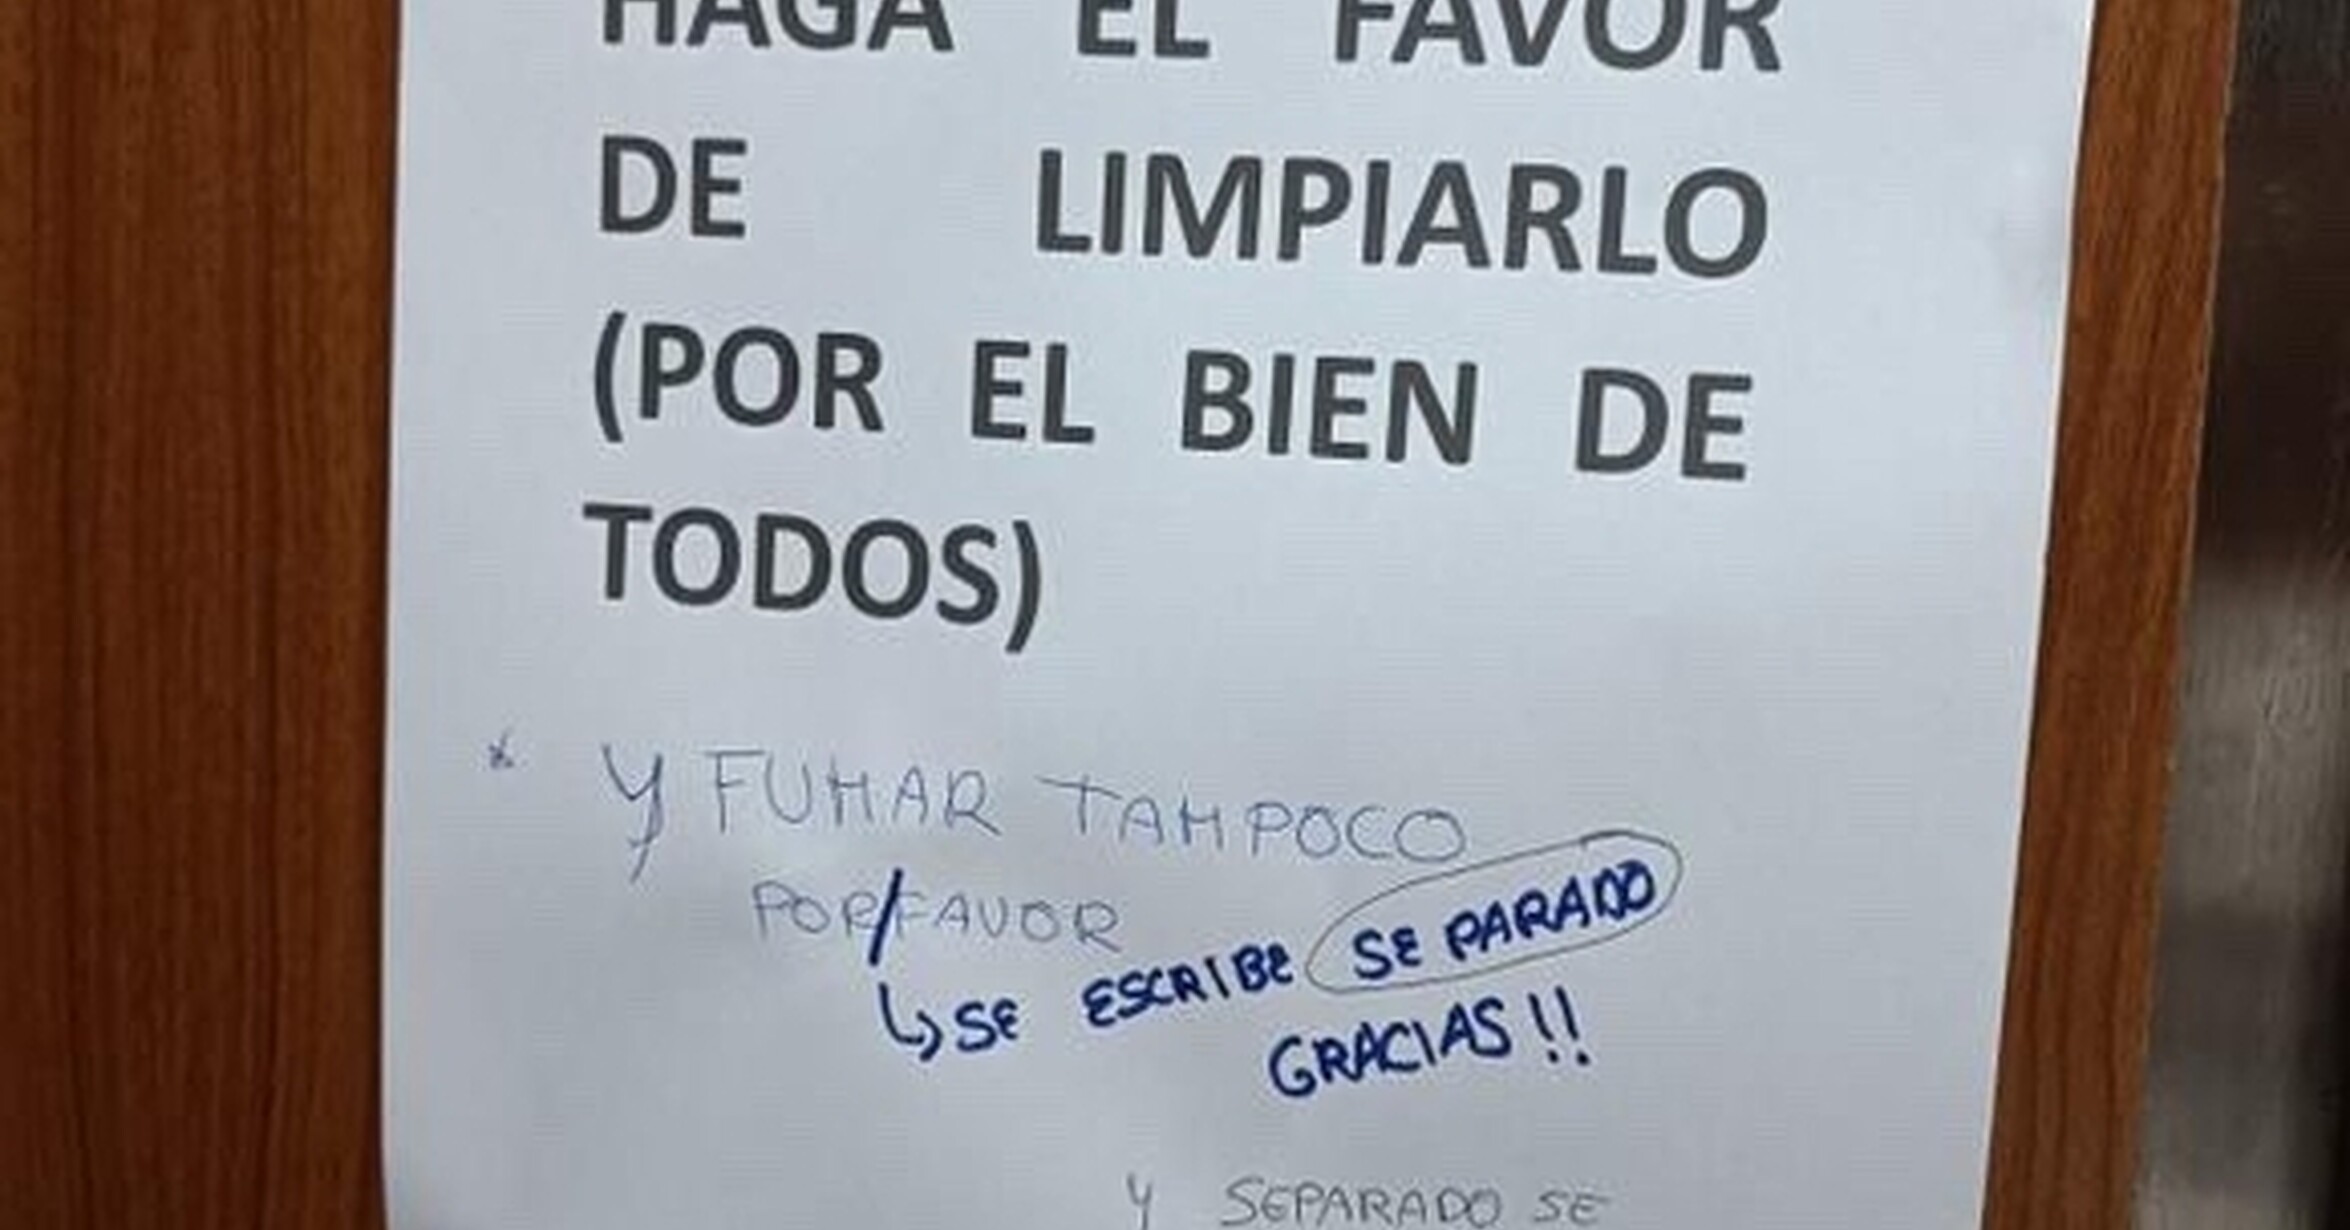 HAGA EL FAVOR
DE LIMPIARLO
(POR EL BIEN DE
TODOS)
* Y FUMAR TAMPOCO
POR/FAVOR
↳ SE ESCRIBE SE PARADO
GRACIAS!!
Y SEPARADO SE